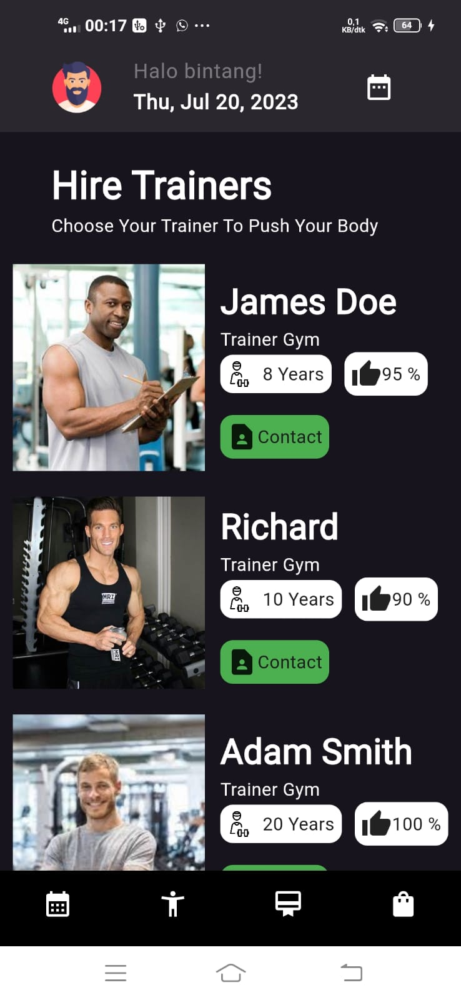 4G 00:17 0,1 KB/dtk 64
Halo bintang!
Thu, Jul 20, 2023
Hire Trainers
Choose Your Trainer To Push Your Body
James Doe
Trainer Gym
8 Years 95 %
Contact
Richard
Trainer Gym
10 Years 90 %
Contact
MRI
MRI
Adam Smith
Trainer Gym
20 Years 100 %